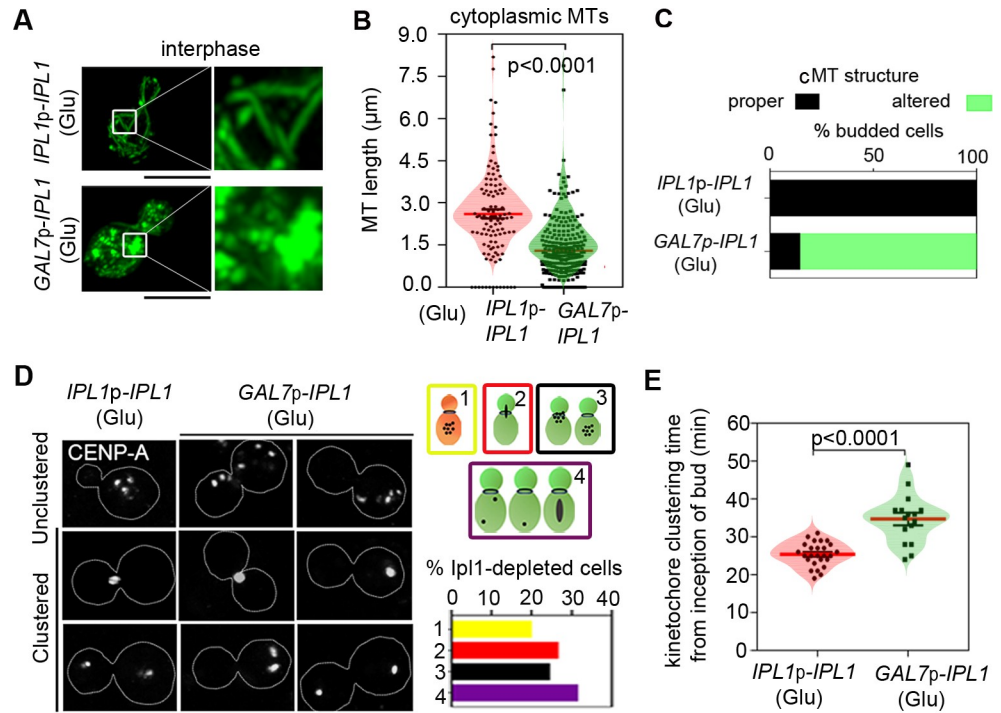 A
interphase
IPL1p-IPL1
(Glu)
GAL7p-IPL1
(Glu)
B
cytoplasmic MTs
p<0.0001
MT length (µm)
9.0
7.5
6.0
4.5
3.0
1.5
0.0
(Glu)
IPL1p-
IPL1
GAL7p-
IPL1
C
cMT structure
proper
altered
% budded cells
0 50 100
IPL1p-IPL1
(Glu)
GAL7p-IPL1
(Glu)
D
IPL1p-IPL1
(Glu)
GAL7p-IPL1
(Glu)
CENP-A
Unclustered
Clustered
1
2
3
4
% Ipl1-depleted cells
0 10 20 30 40
1
2
3
4
E
p<0.0001
kinetochore clustering time
from inception of bud (min)
60
50
40
30
20
10
0
IPL1p-IPL1
(Glu)
GAL7p-IPL1
(Glu)